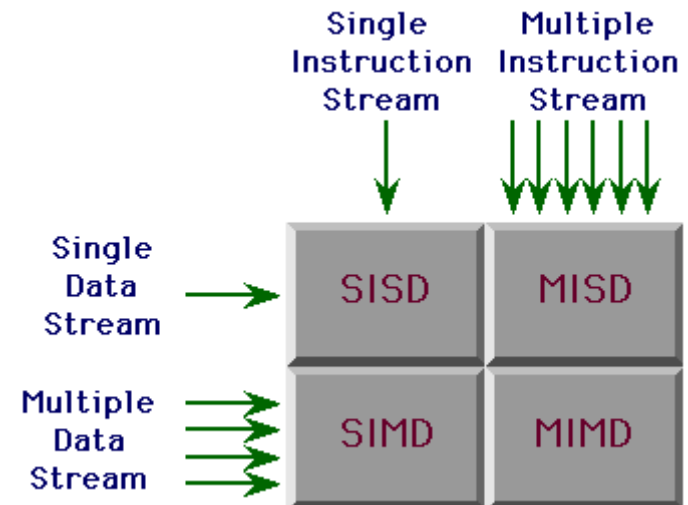 Single
Instruction
Stream
Multiple
Instruction
Stream
Single
Data
Stream
SISD
MISD
Multiple
Data
Stream
SIMD
MIMD